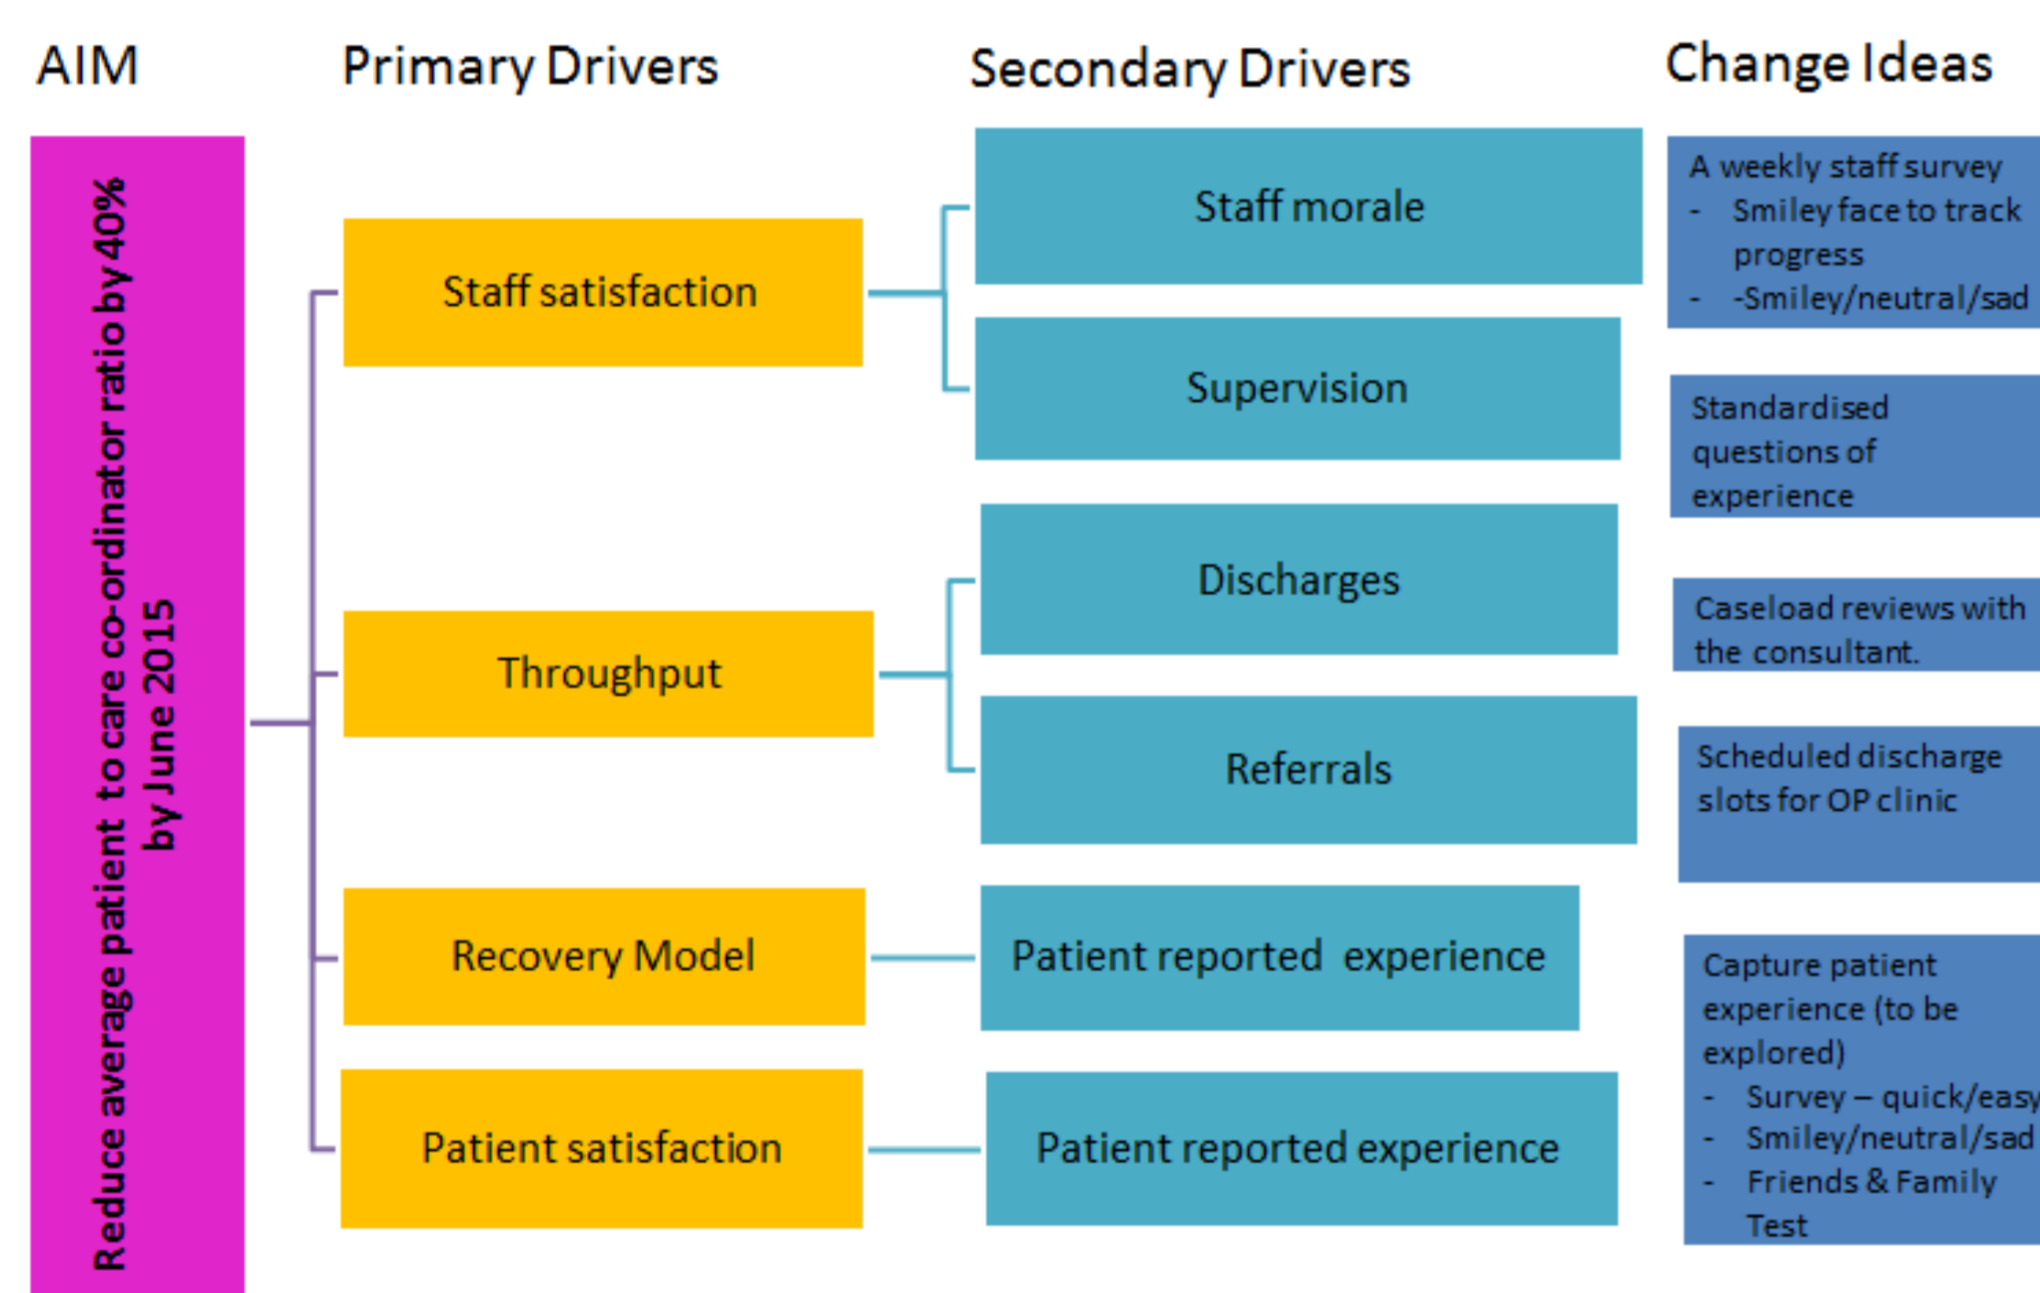 AIM
Primary Drivers
Secondary Drivers
Change Ideas
Reduce average patient to care co-ordinator ratio by 40%
by June 2015
Staff satisfaction
Throughput
Recovery Model
Patient satisfaction
Staff morale
Supervision
Discharges
Referrals
Patient reported experience
Patient reported experience
A weekly staff survey
- Smiley face to track
progress
- -Smiley/neutral/sad
Standardised
questions of
experience
Caseload reviews with
the consultant.
Scheduled discharge
slots for OP clinic
Capture patient
experience (to be
explored)
- Survey – quick/easy
- Smiley/neutral/sad
- Friends & Family
Test